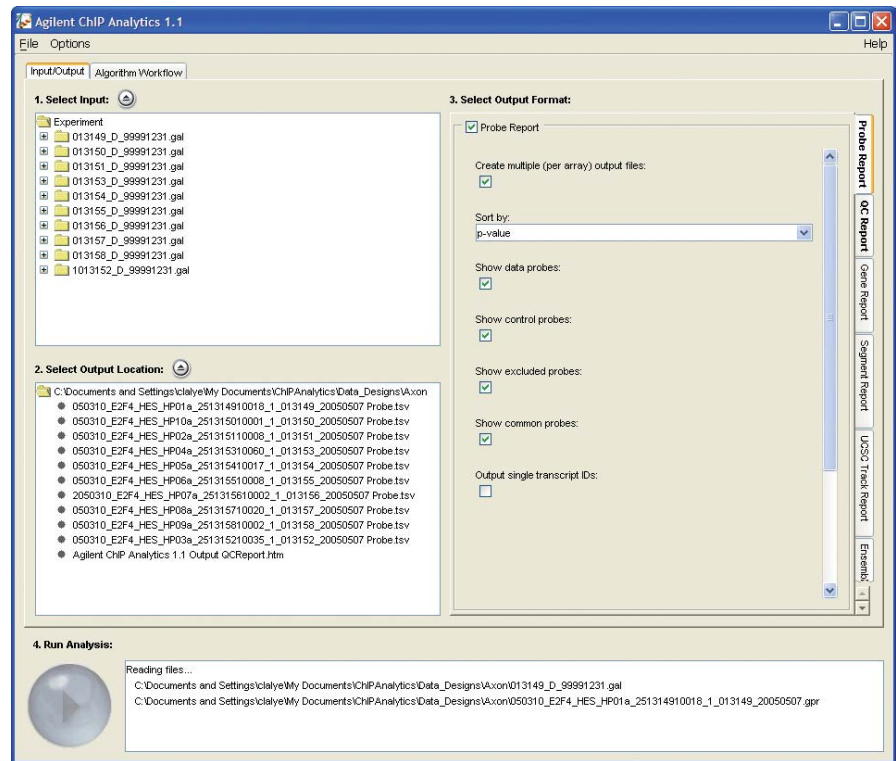 Agilent ChIP Analytics 1.1
File Options Help
Input/Output Algorithm Workflow
1. Select Input:
Experiment
013149_D_99991231.gal
013150_D_99991231.gal
013151_D_99991231.gal
013153_D_99991231.gal
013154_D_99991231.gal
013155_D_99991231.gal
013156_D_99991231.gal
013157_D_99991231.gal
013158_D_99991231.gal
1013152_D_99991231.gal
2. Select Output Location:
C:\Documents and Settings\clalye\My Documents\ChIPAnalytics\Data_Designs\Axon
050310_E2F4_HES_HP01a_251314910018_1_013149_20050507 Probe.tsv
050310_E2F4_HES_HP10a_251315010001_1_013150_20050507 Probe.tsv
050310_E2F4_HES_HP02a_251315110008_1_013151_20050507 Probe.tsv
050310_E2F4_HES_HP04a_251315310060_1_013153_20050507 Probe.tsv
050310_E2F4_HES_HP05a_251315410017_1_013154_20050507 Probe.tsv
050310_E2F4_HES_HP06a_251315510008_1_013155_20050507 Probe.tsv
2050310_E2F4_HES_HP07a_251315610002_1_013156_20050507 Probe.tsv
050310_E2F4_HES_HP08a_251315710020_1_013157_20050507 Probe.tsv
050310_E2F4_HES_HP09a_251315810002_1_013158_20050507 Probe.tsv
050310_E2F4_HES_HP03a_251315210035_1_013152_20050507 Probe.tsv
Agilent ChIP Analytics 1.1 Output QCReport.htm
3. Select Output Format:
Probe Report
Create multiple (per array) output files:
Sort by:
p-value
Show data probes:
Show control probes:
Show excluded probes:
Show common probes:
Output single transcript IDs:
Probe Report
QC Report
Gene Report
Segment Report
UCSC Track Report
Ensembl
4. Run Analysis:
Reading files...
C:\Documents and Settings\clalye\My Documents\ChIPAnalytics\Data_Designs\Axon\013149_D_99991231.gal
C:\Documents and Settings\clalye\My Documents\ChIPAnalytics\Data_Designs\Axon\050310_E2F4_HES_HP01a_251314910018_1_013149_20050507.gpr